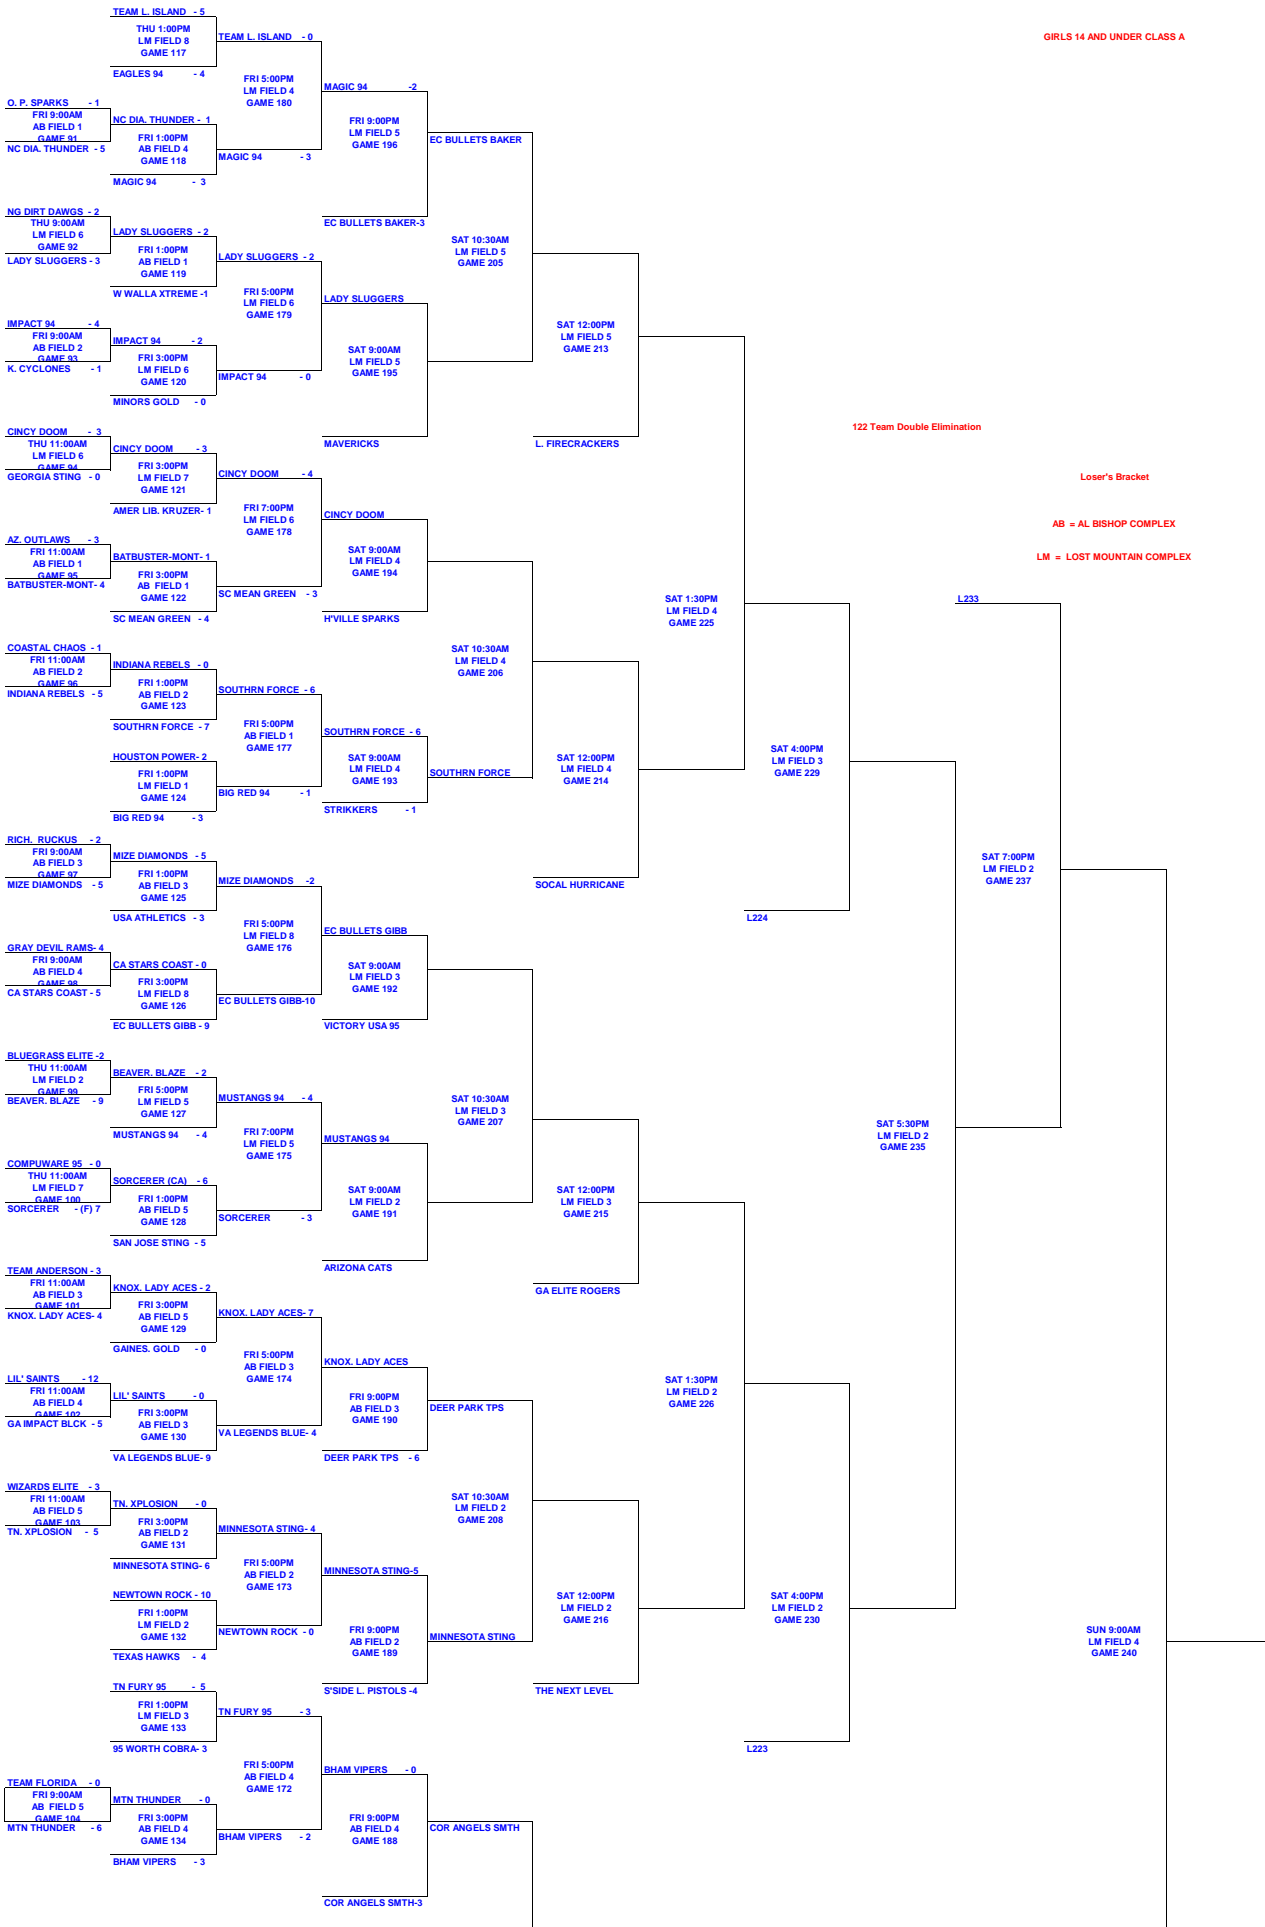 TEAM L. ISLAND - 5
THU 1:00PM
LM FIELD 8
GAME 117
EAGLES 94 - 4
TEAM L. ISLAND - 0
FRI 5:00PM
LM FIELD 4
GAME 180
MAGIC 94 - 3
GIRLS 14 AND UNDER CLASS A
O. P. SPARKS - 1
FRI 9:00AM
AB FIELD 1
GAME 91
NC DIA. THUNDER - 5
NC DIA. THUNDER - 1
FRI 1:00PM
AB FIELD 4
GAME 118
MAGIC 94 - 3
MAGIC 94 -2
FRI 9:00PM
LM FIELD 5
GAME 196
EC BULLETS BAKER-3
EC BULLETS BAKER
NG DIRT DAWGS - 2
THU 9:00AM
LM FIELD 6
GAME 92
LADY SLUGGERS - 3
LADY SLUGGERS - 2
FRI 1:00PM
AB FIELD 1
GAME 119
W WALLA XTREME -1
LADY SLUGGERS - 2
FRI 5:00PM
LM FIELD 6
GAME 179
IMPACT 94 - 0
SAT 10:30AM
LM FIELD 5
GAME 205
IMPACT 94 - 4
FRI 9:00AM
AB FIELD 2
GAME 93
K. CYCLONES - 1
IMPACT 94 - 2
FRI 3:00PM
LM FIELD 6
GAME 120
MINORS GOLD - 0
LADY SLUGGERS
SAT 9:00AM
LM FIELD 5
GAME 195
MAVERICKS
SAT 12:00PM
LM FIELD 5
GAME 213
L. FIRECRACKERS
122 Team Double Elimination
Loser's Bracket
AB = AL BISHOP COMPLEX
LM = LOST MOUNTAIN COMPLEX
CINCY DOOM - 3
THU 11:00AM
LM FIELD 6
GAME 94
GEORGIA STING - 0
CINCY DOOM - 3
FRI 3:00PM
LM FIELD 7
GAME 121
AMER LIB. KRUZER- 1
CINCY DOOM - 4
FRI 7:00PM
LM FIELD 6
GAME 178
SC MEAN GREEN - 3
AZ. OUTLAWS - 3
FRI 11:00AM
AB FIELD 1
GAME 95
BATBUSTER-MONT- 4
BATBUSTER-MONT- 1
FRI 3:00PM
AB FIELD 1
GAME 122
SC MEAN GREEN - 4
CINCY DOOM
SAT 9:00AM
LM FIELD 4
GAME 194
H'VILLE SPARKS
SAT 1:30PM
LM FIELD 4
GAME 225
L233
COASTAL CHAOS - 1
FRI 11:00AM
AB FIELD 2
GAME 96
INDIANA REBELS - 5
INDIANA REBELS - 0
FRI 1:00PM
AB FIELD 2
GAME 123
SOUTHRN FORCE - 7
SOUTHRN FORCE - 6
FRI 5:00PM
AB FIELD 1
GAME 177
BIG RED 94 - 1
SAT 10:30AM
LM FIELD 4
GAME 206
HOUSTON POWER- 2
FRI 1:00PM
LM FIELD 1
GAME 124
BIG RED 94 - 3
SOUTHRN FORCE - 6
SAT 9:00AM
LM FIELD 4
GAME 193
STRIKKERS - 1
SOUTHRN FORCE
SAT 12:00PM
LM FIELD 4
GAME 214
SOCAL HURRICANE
SAT 4:00PM
LM FIELD 3
GAME 229
L224
RICH. RUCKUS - 2
FRI 9:00AM
AB FIELD 3
GAME 97
MIZE DIAMONDS - 5
MIZE DIAMONDS - 5
FRI 1:00PM
AB FIELD 3
GAME 125
USA ATHLETICS - 3
MIZE DIAMONDS -2
FRI 5:00PM
LM FIELD 8
GAME 176
EC BULLETS GIBB-10
SAT 7:00PM
LM FIELD 2
GAME 237
GRAY DEVIL RAMS- 4
FRI 9:00AM
AB FIELD 4
GAME 98
CA STARS COAST - 5
CA STARS COAST - 0
FRI 3:00PM
LM FIELD 8
GAME 126
EC BULLETS GIBB - 9
EC BULLETS GIBB
SAT 9:00AM
LM FIELD 3
GAME 192
VICTORY USA 95
BLUEGRASS ELITE -2
THU 11:00AM
LM FIELD 2
GAME 99
BEAVER. BLAZE - 9
BEAVER. BLAZE - 2
FRI 5:00PM
LM FIELD 5
GAME 127
MUSTANGS 94 - 4
MUSTANGS 94 - 4
FRI 7:00PM
LM FIELD 5
GAME 175
SORCERER - 3
SAT 10:30AM
LM FIELD 3
GAME 207
SAT 5:30PM
LM FIELD 2
GAME 235
COMPUWARE 95 - 0
THU 11:00AM
LM FIELD 7
GAME 100
SORCERER - (F) 7
SORCERER (CA) - 6
FRI 1:00PM
AB FIELD 5
GAME 128
SAN JOSE STING - 5
MUSTANGS 94
SAT 9:00AM
LM FIELD 2
GAME 191
ARIZONA CATS
SAT 12:00PM
LM FIELD 3
GAME 215
GA ELITE ROGERS
TEAM ANDERSON - 3
FRI 11:00AM
AB FIELD 3
GAME 101
KNOX. LADY ACES- 4
KNOX. LADY ACES - 2
FRI 3:00PM
AB FIELD 5
GAME 129
GAINES. GOLD - 0
KNOX. LADY ACES- 7
FRI 5:00PM
AB FIELD 3
GAME 174
VA LEGENDS BLUE- 4
LIL' SAINTS - 12
FRI 11:00AM
AB FIELD 4
GAME 102
GA IMPACT BLCK - 5
LIL' SAINTS - 0
FRI 3:00PM
AB FIELD 3
GAME 130
VA LEGENDS BLUE- 9
KNOX. LADY ACES
FRI 9:00PM
AB FIELD 3
GAME 190
DEER PARK TPS - 6
DEER PARK TPS
SAT 1:30PM
LM FIELD 2
GAME 226
WIZARDS ELITE - 3
FRI 11:00AM
AB FIELD 5
GAME 103
TN. XPLOSION - 5
TN. XPLOSION - 0
FRI 3:00PM
AB FIELD 2
GAME 131
MINNESOTA STING- 6
MINNESOTA STING- 4
FRI 5:00PM
AB FIELD 2
GAME 173
NEWTOWN ROCK - 0
SAT 10:30AM
LM FIELD 2
GAME 208
NEWTOWN ROCK - 10
FRI 1:00PM
LM FIELD 2
GAME 132
TEXAS HAWKS - 4
MINNESOTA STING-5
FRI 9:00PM
AB FIELD 2
GAME 189
S'SIDE L. PISTOLS -4
MINNESOTA STING
SAT 12:00PM
LM FIELD 2
GAME 216
THE NEXT LEVEL
SAT 4:00PM
LM FIELD 2
GAME 230
L223
SUN 9:00AM
LM FIELD 4
GAME 240
TN FURY 95 - 5
FRI 1:00PM
LM FIELD 3
GAME 133
95 WORTH COBRA- 3
TN FURY 95 - 3
FRI 5:00PM
AB FIELD 4
GAME 172
BHAM VIPERS - 2
TEAM FLORIDA - 0
FRI 9:00AM
AB FIELD 5
GAME 104
MTN THUNDER - 6
MTN THUNDER - 0
FRI 3:00PM
AB FIELD 4
GAME 134
BHAM VIPERS - 3
BHAM VIPERS - 0
FRI 9:00PM
AB FIELD 4
GAME 188
COR ANGELS SMTH-3
COR ANGELS SMTH